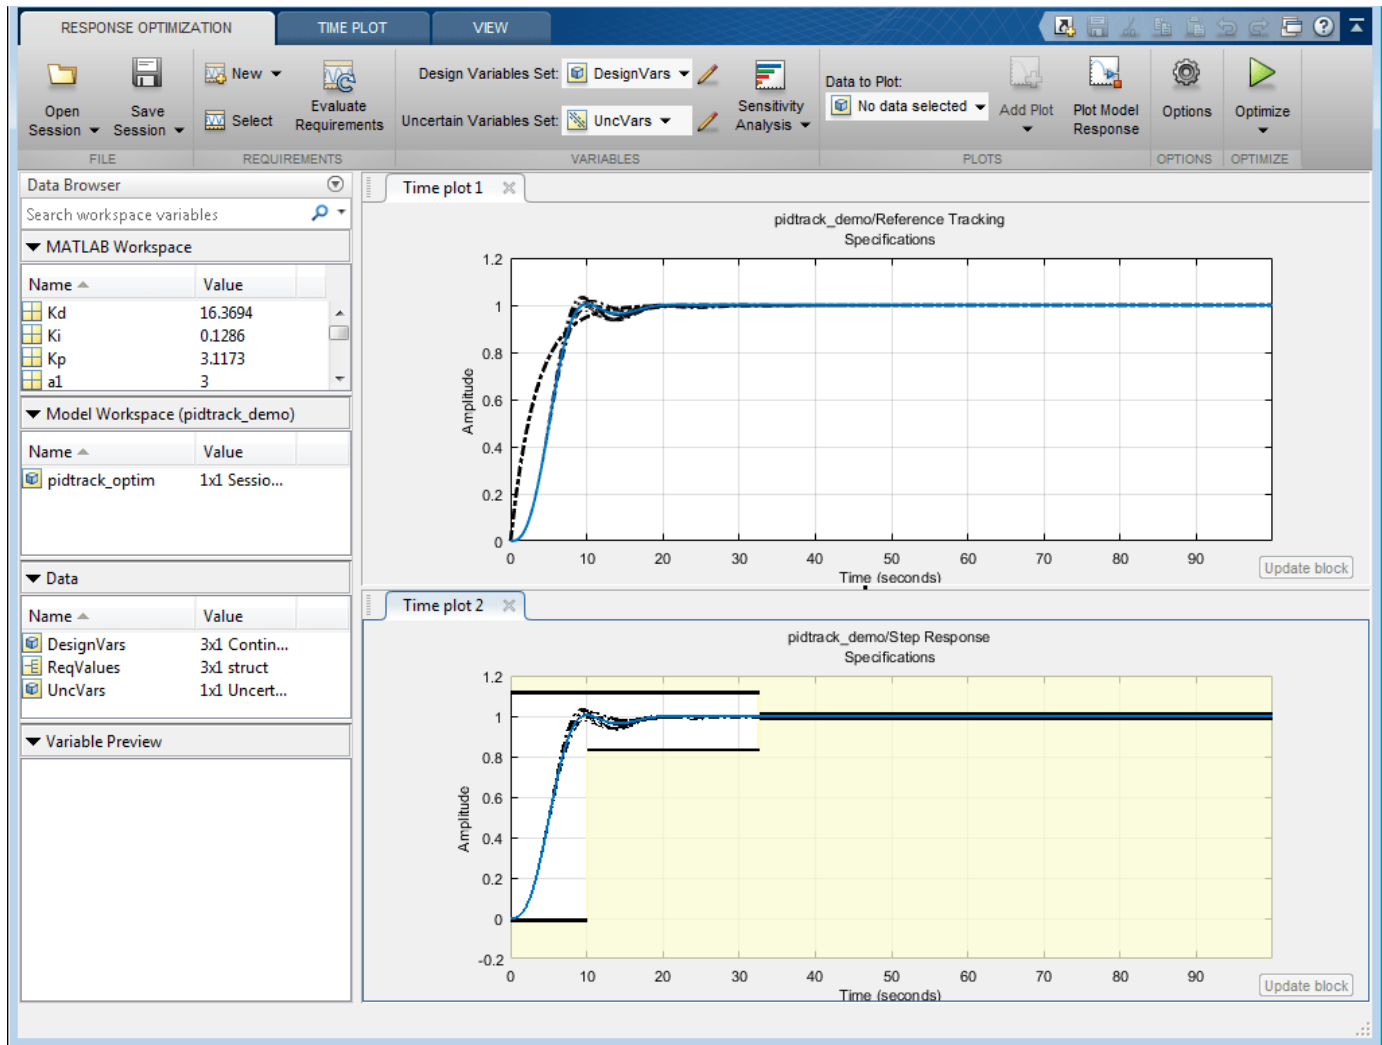 RESPONSE OPTIMIZATION
TIME PLOT
VIEW
Open Session
Save Session
New
Select
Evaluate Requirements
Design Variables Set:
DesignVars
Uncertain Variables Set:
UncVars
Sensitivity Analysis
Data to Plot:
No data selected
Add Plot
Plot Model Response
Options
Optimize
FILE
REQUIREMENTS
VARIABLES
PLOTS
OPTIONS
OPTIMIZE
Data Browser
Search workspace variables
MATLAB Workspace
Name Value
Kd 16.3694
Ki 0.1286
Kp 3.1173
a1 3
Model Workspace (pidtrack_demo)
Name Value
pidtrack_optim 1x1 Sessio...
Data
Name Value
DesignVars 3x1 Contin...
ReqValues 3x1 struct
UncVars 1x1 Uncert...
Variable Preview
Time plot 1
pidtrack_demo/Reference Tracking
Specifications
1.2
1
0.8
0.6
0.4
0.2
0
Amplitude
0 10 20 30 40 50 60 70 80 90
Time (seconds)
Update block
Time plot 2
pidtrack_demo/Step Response
Specifications
1.2
1
0.8
0.6
0.4
0.2
0
-0.2
Amplitude
0 10 20 30 40 50 60 70 80 90
Time (seconds)
Update block